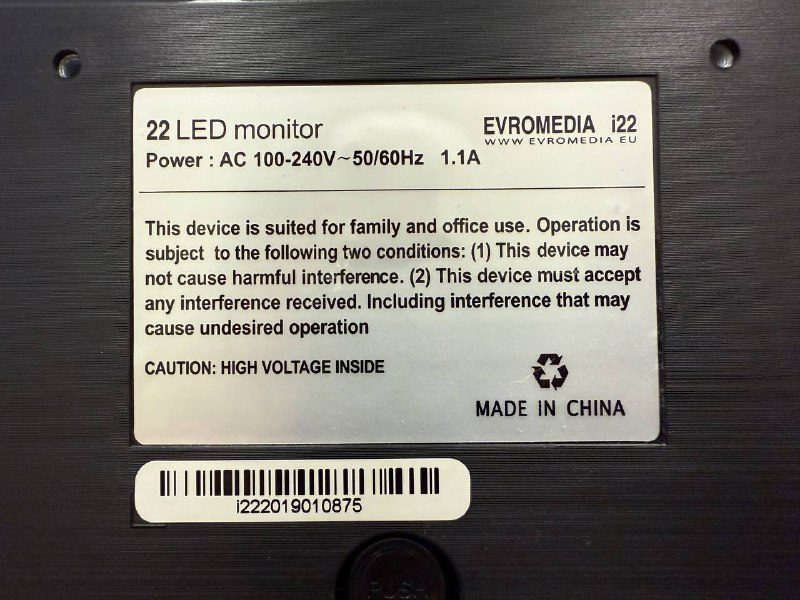 22 LED monitor
EVROMEDIA i22
WWW EVROMEDIA EU
Power : AC 100-240V~50/60Hz 1.1A
This device is suited for family and office use. Operation is
subject to the following two conditions: (1) This device may
not cause harmful interference. (2) This device must accept
any interference received. Including interference that may
cause undesired operation
CAUTION: HIGH VOLTAGE INSIDE
MADE IN CHINA
i222019010875
PUSH